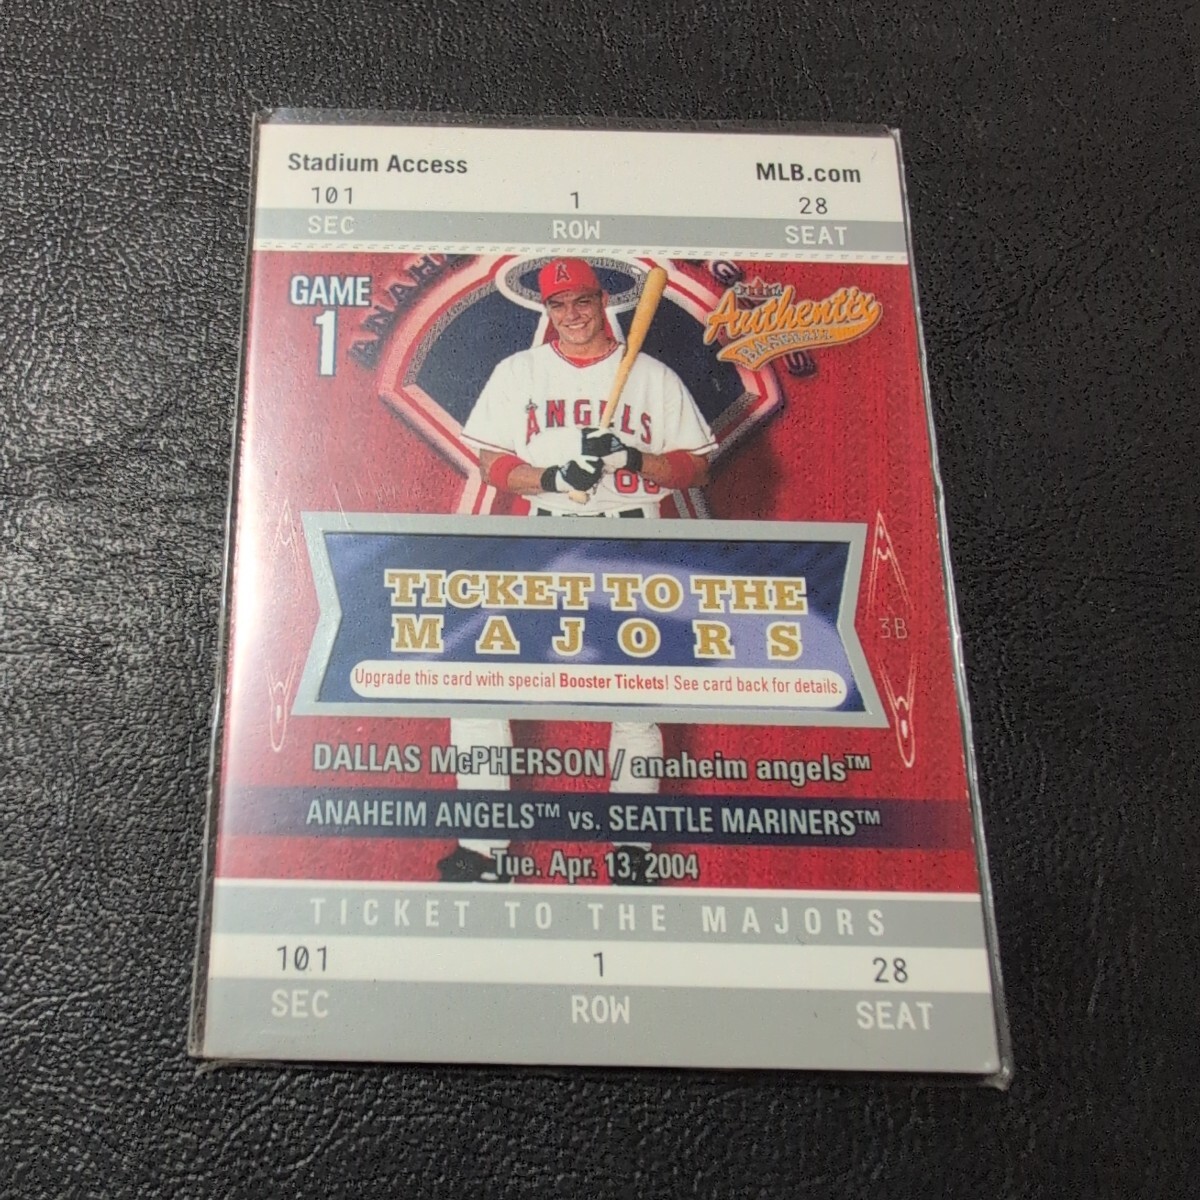 Stadium Access MLB.com
101 1 28
SEC ROW SEAT
GAME
1
Authentix
BASEBALL
A
ANGELS
TICKET TO THE
MAJORS
Upgrade this card with special Booster Tickets! See card back for details.
3B
DALLAS McPHERSON / anaheim angels™
ANAHEIM ANGELS™ vs. SEATTLE MARINERS™
Tue. Apr. 13, 2004
TICKET TO THE MAJORS
101 1 28
SEC ROW SEAT